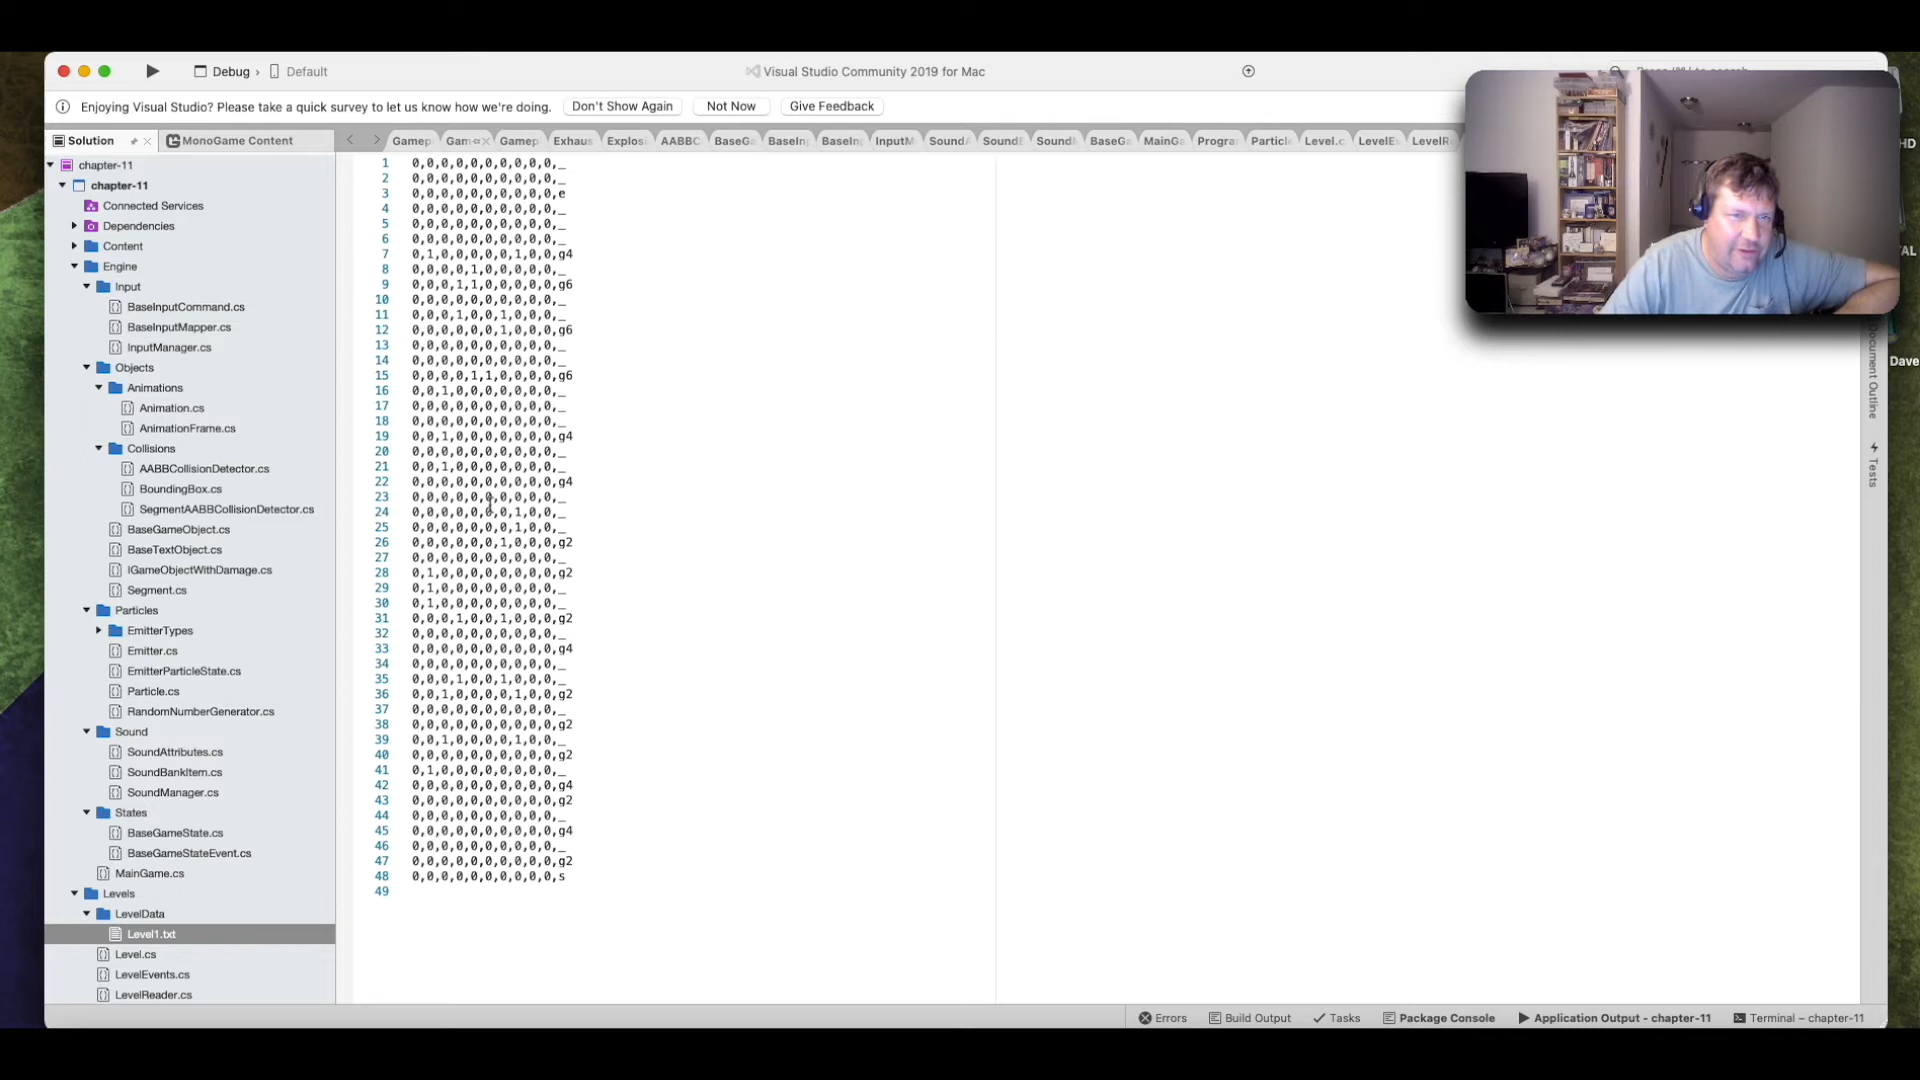 Debug › Default
Visual Studio Community 2019 for Mac
Enjoying Visual Studio? Please take a quick survey to let us know how we're doing.
Don't Show Again
Not Now
Give Feedback
Solution
MonoGame Content
Gamep
Gam
Gamep
Exhaus
Explosi
AABBC
BaseGa
BaseIn
BaseIn
InputM
SoundA
SoundB
SoundM
BaseGa
MainGa
Progra
Particle
Level.c
LevelEv
LevelRe
chapter-11
chapter-11
Connected Services
Dependencies
Content
Engine
Input
BaseInputCommand.cs
BaseInputMapper.cs
InputManager.cs
Objects
Animations
Animation.cs
AnimationFrame.cs
Collisions
AABBCollisionDetector.cs
BoundingBox.cs
SegmentAABBCollisionDetector.cs
BaseGameObject.cs
BaseTextObject.cs
IGameObjectWithDamage.cs
Segment.cs
Particles
EmitterTypes
Emitter.cs
EmitterParticleState.cs
Particle.cs
RandomNumberGenerator.cs
Sound
SoundAttributes.cs
SoundBankItem.cs
SoundManager.cs
States
BaseGameState.cs
BaseGameStateEvent.cs
MainGame.cs
Levels
LevelData
Level1.txt
Level.cs
LevelEvents.cs
LevelReader.cs
1 0,0,0,0,0,0,0,0,0,0,_
2 0,0,0,0,0,0,0,0,0,0,_
3 0,0,0,0,0,0,0,0,0,0,e
4 0,0,0,0,0,0,0,0,0,0,_
5 0,0,0,0,0,0,0,0,0,0,_
6 0,0,0,0,0,0,0,0,0,0,_
7 0,1,0,0,0,0,0,1,0,0,g4
8 0,0,0,0,1,0,0,0,0,0,_
9 0,0,0,1,1,0,0,0,0,0,g6
10 0,0,0,0,0,0,0,0,0,0,_
11 0,0,0,1,0,0,1,0,0,0,_
12 0,0,0,0,0,0,1,0,0,0,g6
13 0,0,0,0,0,0,0,0,0,0,_
14 0,0,0,0,0,0,0,0,0,0,_
15 0,0,0,0,1,1,0,0,0,0,g6
16 0,0,1,0,0,0,0,0,0,0,_
17 0,0,0,0,0,0,0,0,0,0,_
18 0,0,0,0,0,0,0,0,0,0,_
19 0,0,1,0,0,0,0,0,0,0,g4
20 0,0,0,0,0,0,0,0,0,0,_
21 0,0,1,0,0,0,0,0,0,0,_
22 0,0,0,0,0,0,0,0,0,0,g4
23 0,0,0,0,0,0,0,0,0,0,_
24 0,0,0,0,0,0,0,1,0,0,_
25 0,0,0,0,0,0,0,1,0,0,_
26 0,0,0,0,0,0,1,0,0,0,g2
27 0,0,0,0,0,0,0,0,0,0,_
28 0,1,0,0,0,0,0,0,0,0,g2
29 0,1,0,0,0,0,0,0,0,0,_
30 0,1,0,0,0,0,0,0,0,0,_
31 0,0,0,1,0,0,1,0,0,0,g2
32 0,0,0,0,0,0,0,0,0,0,_
33 0,0,0,0,0,0,0,0,0,0,g4
34 0,0,0,0,0,0,0,0,0,0,_
35 0,0,0,1,0,0,1,0,0,0,_
36 0,0,1,0,0,0,0,1,0,0,g2
37 0,0,0,0,0,0,0,0,0,0,_
38 0,0,0,0,0,0,0,0,0,0,g2
39 0,0,1,0,0,0,0,1,0,0,_
40 0,0,0,0,0,0,0,0,0,0,g2
41 0,1,0,0,0,0,0,0,0,0,_
42 0,0,0,0,0,0,0,0,0,0,g4
43 0,0,0,0,0,0,0,0,0,0,g2
44 0,0,0,0,0,0,0,0,0,0,_
45 0,0,0,0,0,0,0,0,0,0,g4
46 0,0,0,0,0,0,0,0,0,0,_
47 0,0,0,0,0,0,0,0,0,0,g2
48 0,0,0,0,0,0,0,0,0,0,s
49
Document Outline
Tests
HD
TAL
Dave
Errors
Build Output
Tasks
Package Console
Application Output - chapter-11
Terminal – chapter-11